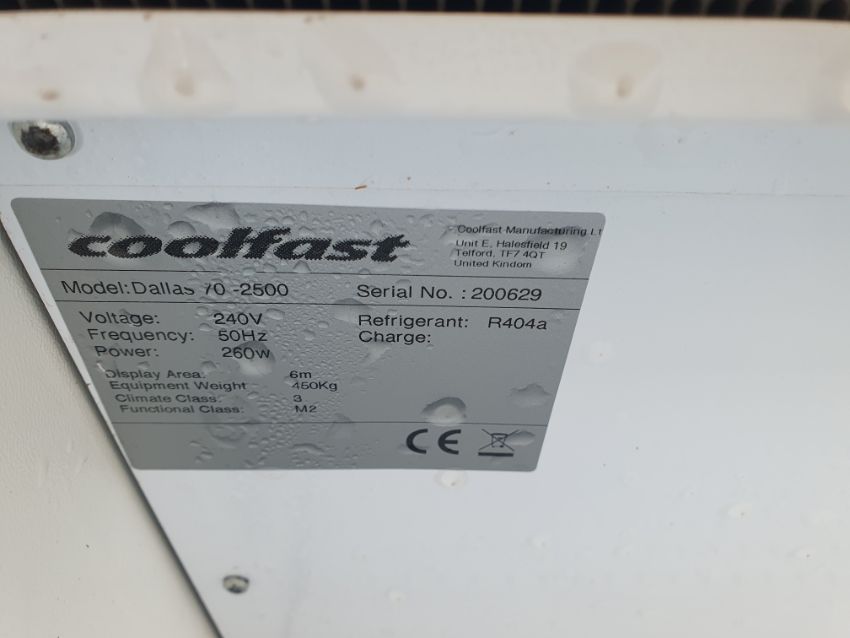 coolfast
Coolfast Manufacturing Lt
Unit E, Halesfield 19
Telford, TF7 4QT
United Kindom
Model:Dallas 70 -2500
Serial No. : 200629
Voltage: 240V
Frequency: 50Hz
Power: 260w
Refrigerant: R404a
Charge:
Display Area: 6m
Equipment Weight 450Kg
Climate Class: 3
Functional Class: M2
CE